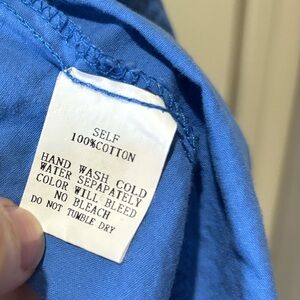 SELF
100%COTTON
HAND WASH COLD
WATER SEPAPATELY
COLOR WILL BLEED
NO BLEACH
DO NOT TUMBLE DRY